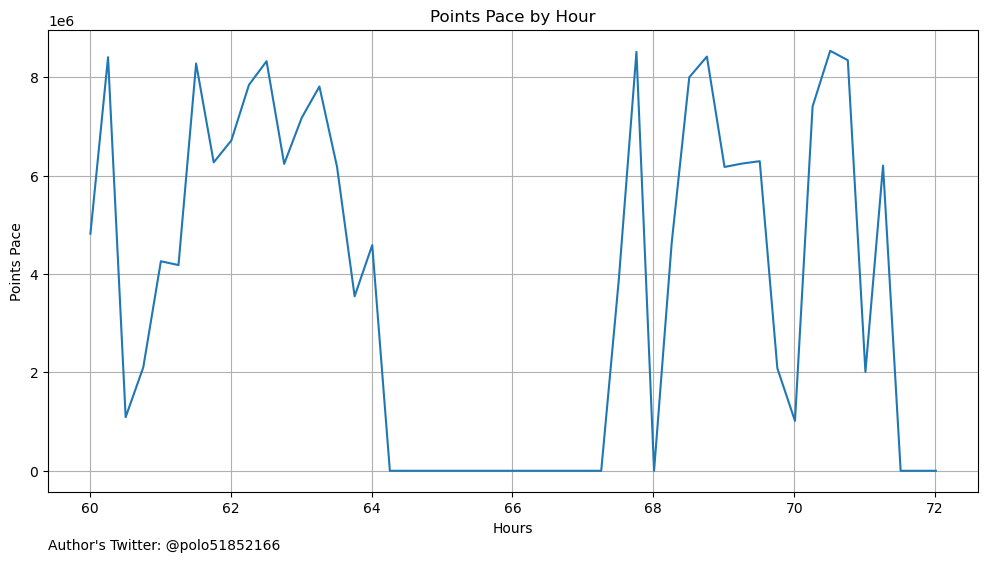 Points Pace by Hour
1e6
8
6
4
2
0
Points Pace
60 62 64 66 68 70 72
Hours
Author's Twitter: @polo51852166